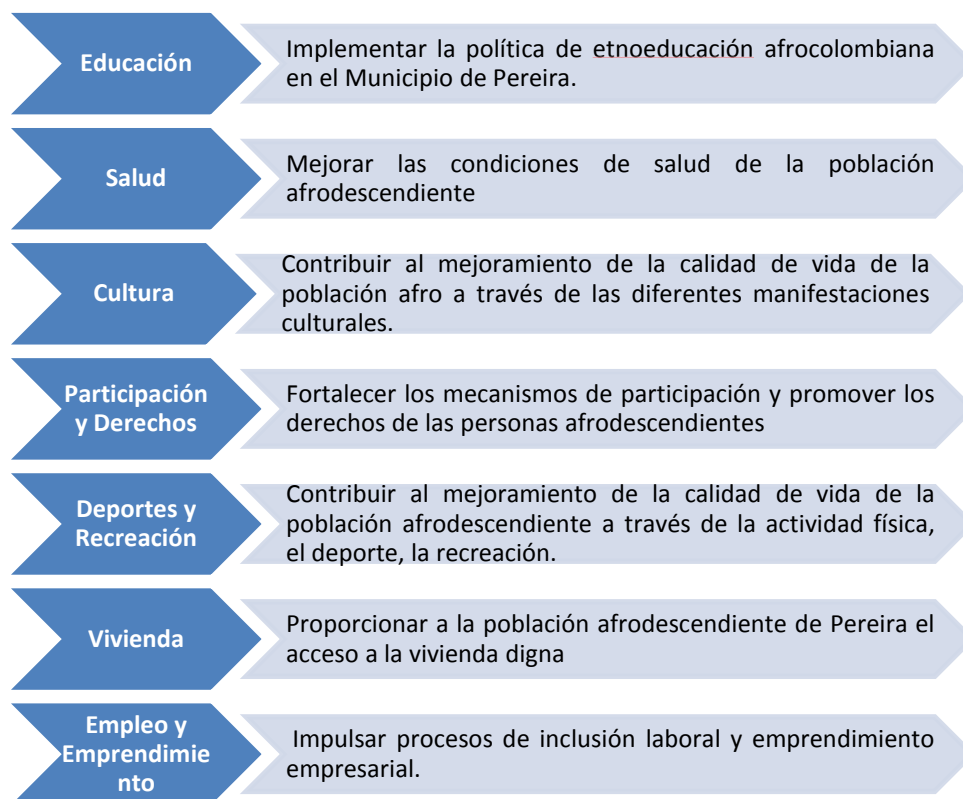 Educación
Implementar la política de etnoeducación afrocolombiana
en el Municipio de Pereira.
Salud
Mejorar las condiciones de salud de la población
afrodescendiente
Cultura
Contribuir al mejoramiento de la calidad de vida de la
población afro a través de las diferentes manifestaciones
culturales.
Participación
y Derechos
Fortalecer los mecanismos de participación y promover los
derechos de las personas afrodescendientes
Deportes y
Recreación
Contribuir al mejoramiento de la calidad de vida de la
población afrodescendiente a través de la actividad física,
el deporte, la recreación.
Vivienda
Proporcionar a la población afrodescendiente de Pereira el
acceso a la vivienda digna
Empleo y
Emprendimie
nto
Impulsar procesos de inclusión laboral y emprendimiento
empresarial.